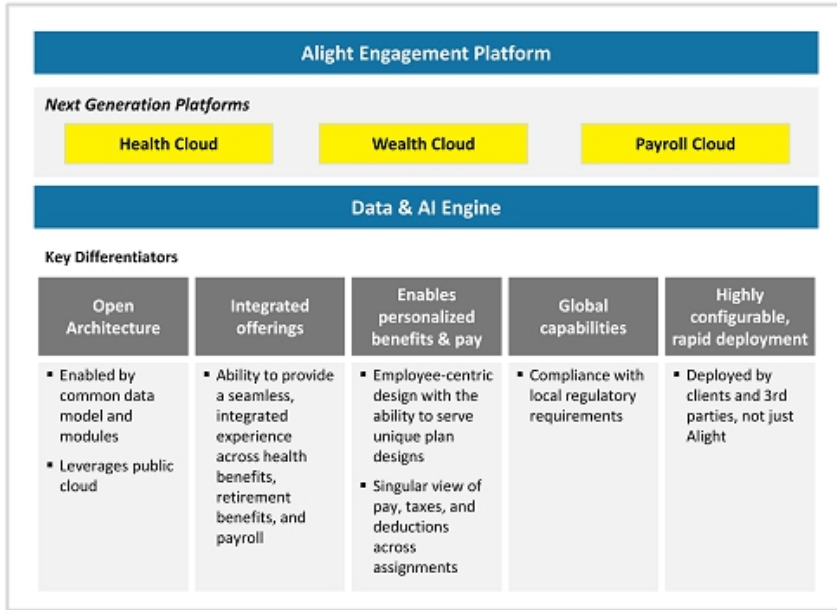 Alight Engagement Platform
Next Generation Platforms
Health Cloud
Wealth Cloud
Payroll Cloud
Data & AI Engine
Key Differentiators
Open
Architecture
▪ Enabled by
common data
model and
modules
▪ Leverages public
cloud
Integrated
offerings
▪ Ability to provide
a seamless,
integrated
experience
across health
benefits,
retirement
benefits, and
payroll
Enables
personalized
benefits & pay
▪ Employee-centric
design with the
ability to serve
unique plan
designs
▪ Singular view of
pay, taxes, and
deductions
across
assignments
Global
capabilities
▪ Compliance with
local regulatory
requirements
Highly
configurable,
rapid deployment
▪ Deployed by
clients and 3rd
parties, not just
Alight